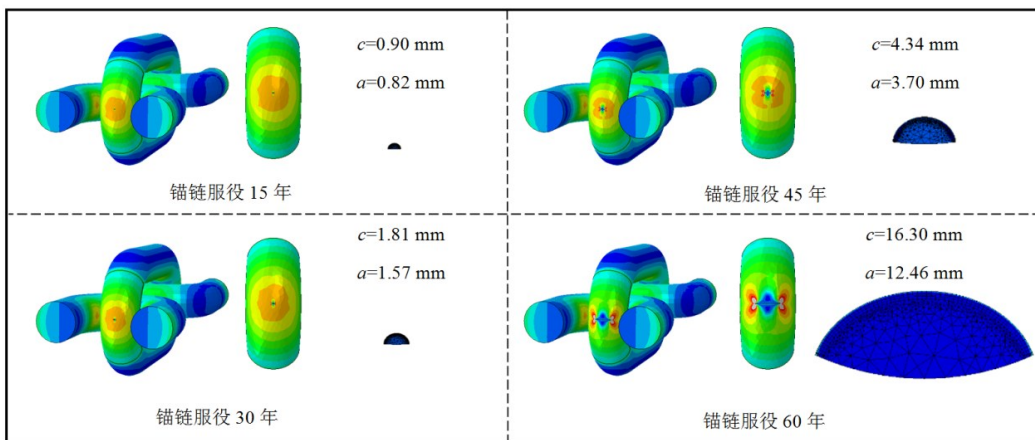 c=0.90 mm
a=0.82 mm
锚链服役 15 年
c=4.34 mm
a=3.70 mm
锚链服役 45 年
c=1.81 mm
a=1.57 mm
锚链服役 30 年
c=16.30 mm
a=12.46 mm
锚链服役 60 年